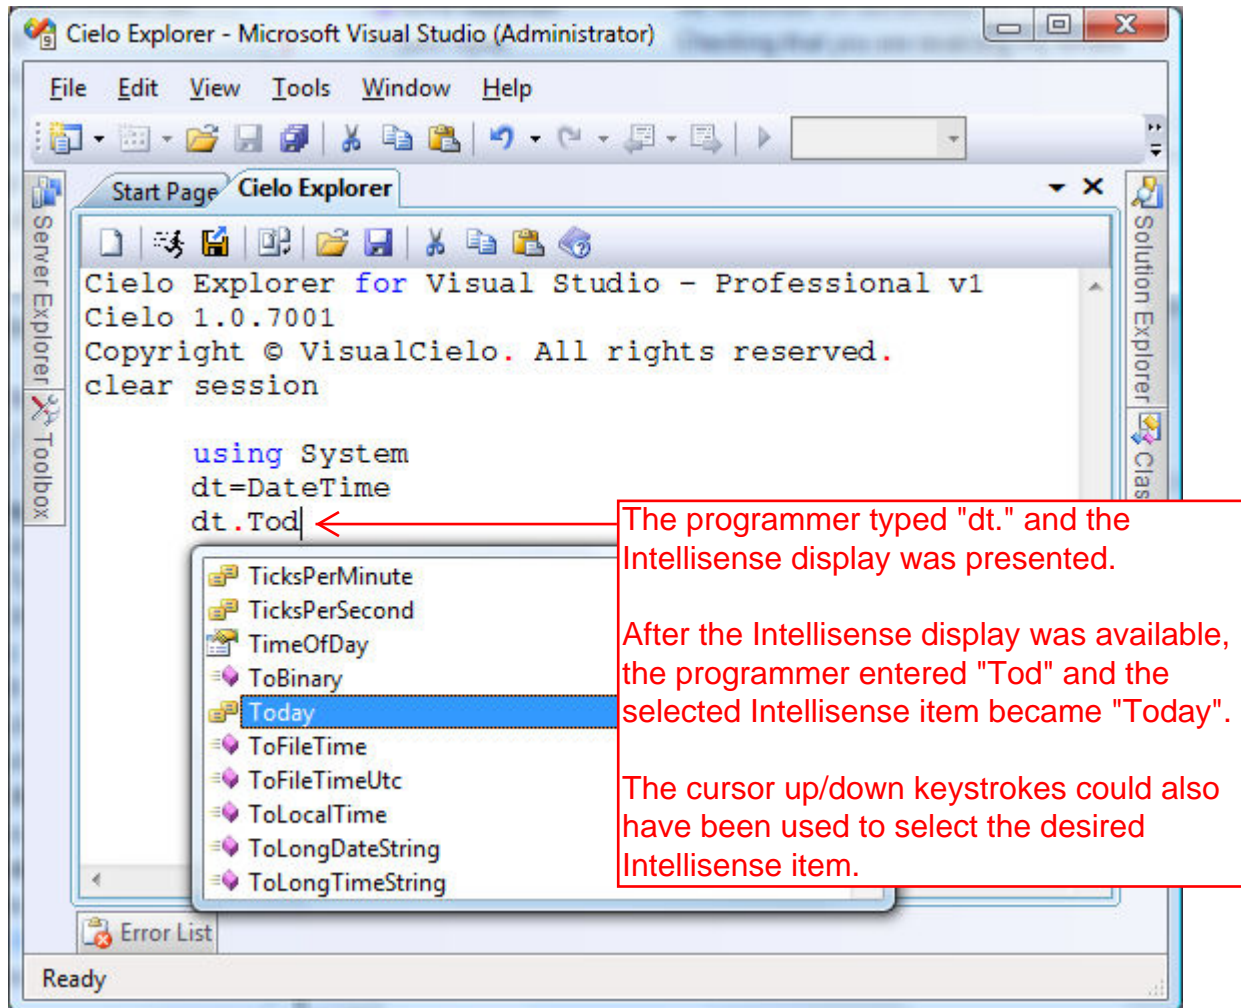 Cielo Explorer - Microsoft Visual Studio (Administrator)
File Edit View Tools Window Help
Start Page Cielo Explorer
Server Explorer
Toolbox
Solution Explorer
Clas
Cielo Explorer for Visual Studio - Professional v1
Cielo 1.0.7001
Copyright © VisualCielo. All rights reserved.
clear session
using System
dt=DateTime
dt.Tod
TicksPerMinute
TicksPerSecond
TimeOfDay
ToBinary
Today
ToFileTime
ToFileTimeUtc
ToLocalTime
ToLongDateString
ToLongTimeString
The programmer typed "dt." and the
Intellisense display was presented.
After the Intellisense display was available,
the programmer entered "Tod" and the
selected Intellisense item became "Today".
The cursor up/down keystrokes could also
have been used to select the desired
Intellisense item.
Error List
Ready